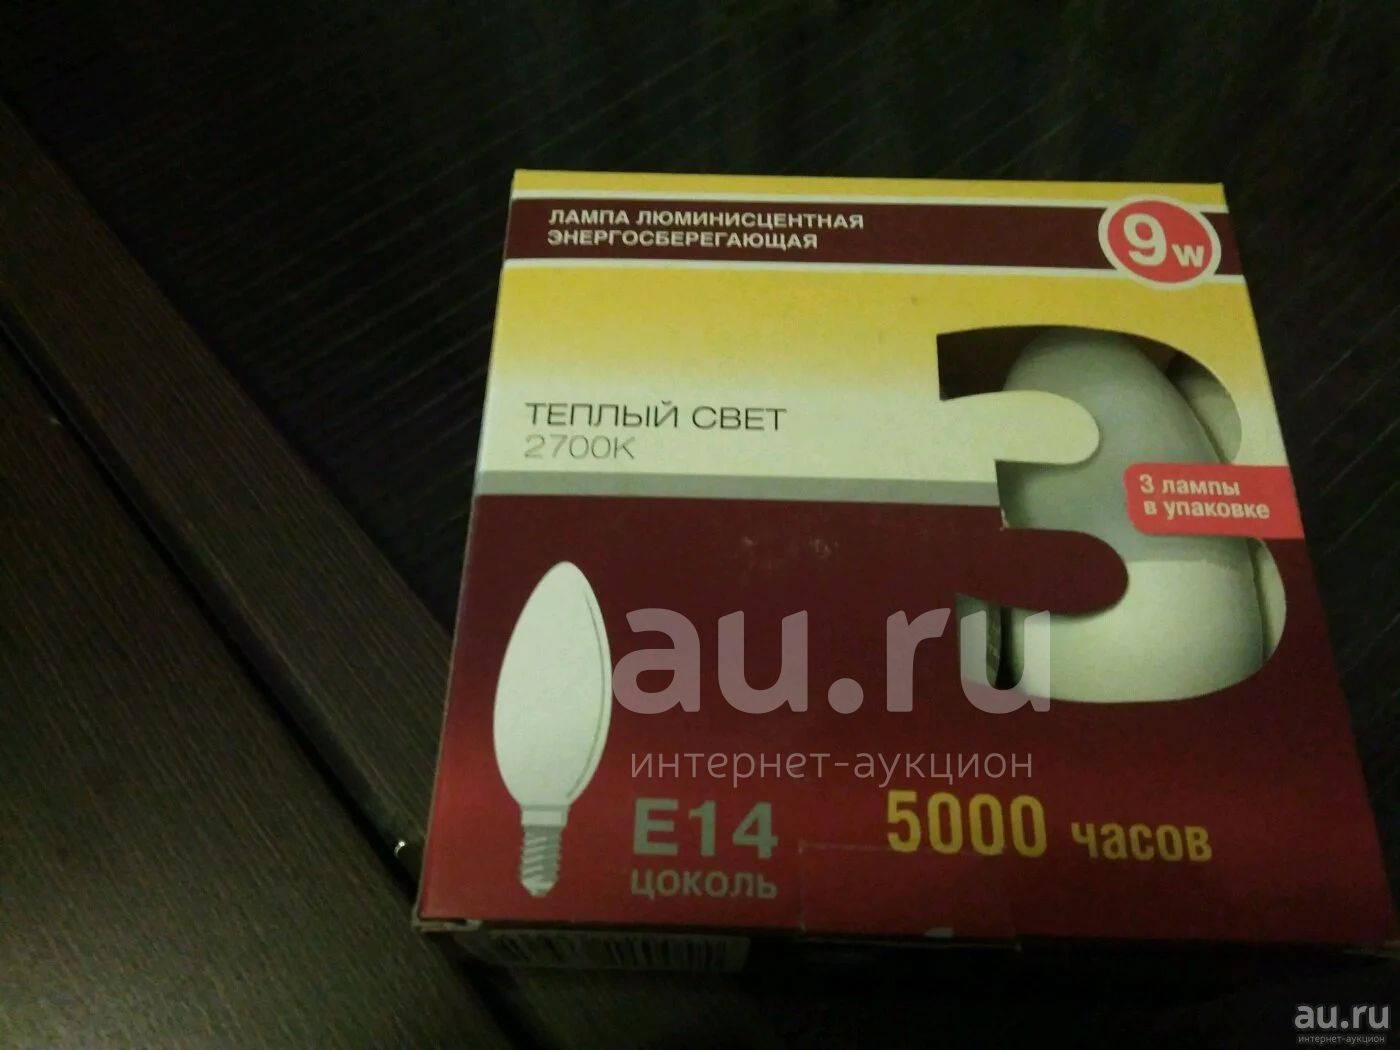 ЛАМПА ЛЮМИНИСЦЕНТНАЯ
ЭНЕРГОСБЕРЕГАЮЩАЯ
9W
ТЕПЛЫЙ СВЕТ
2700К
3
3 лампы
в упаковке
au.ru
интернет-аукцион
E14
цоколь
5000 часов
au.ru
интернет-аукцион